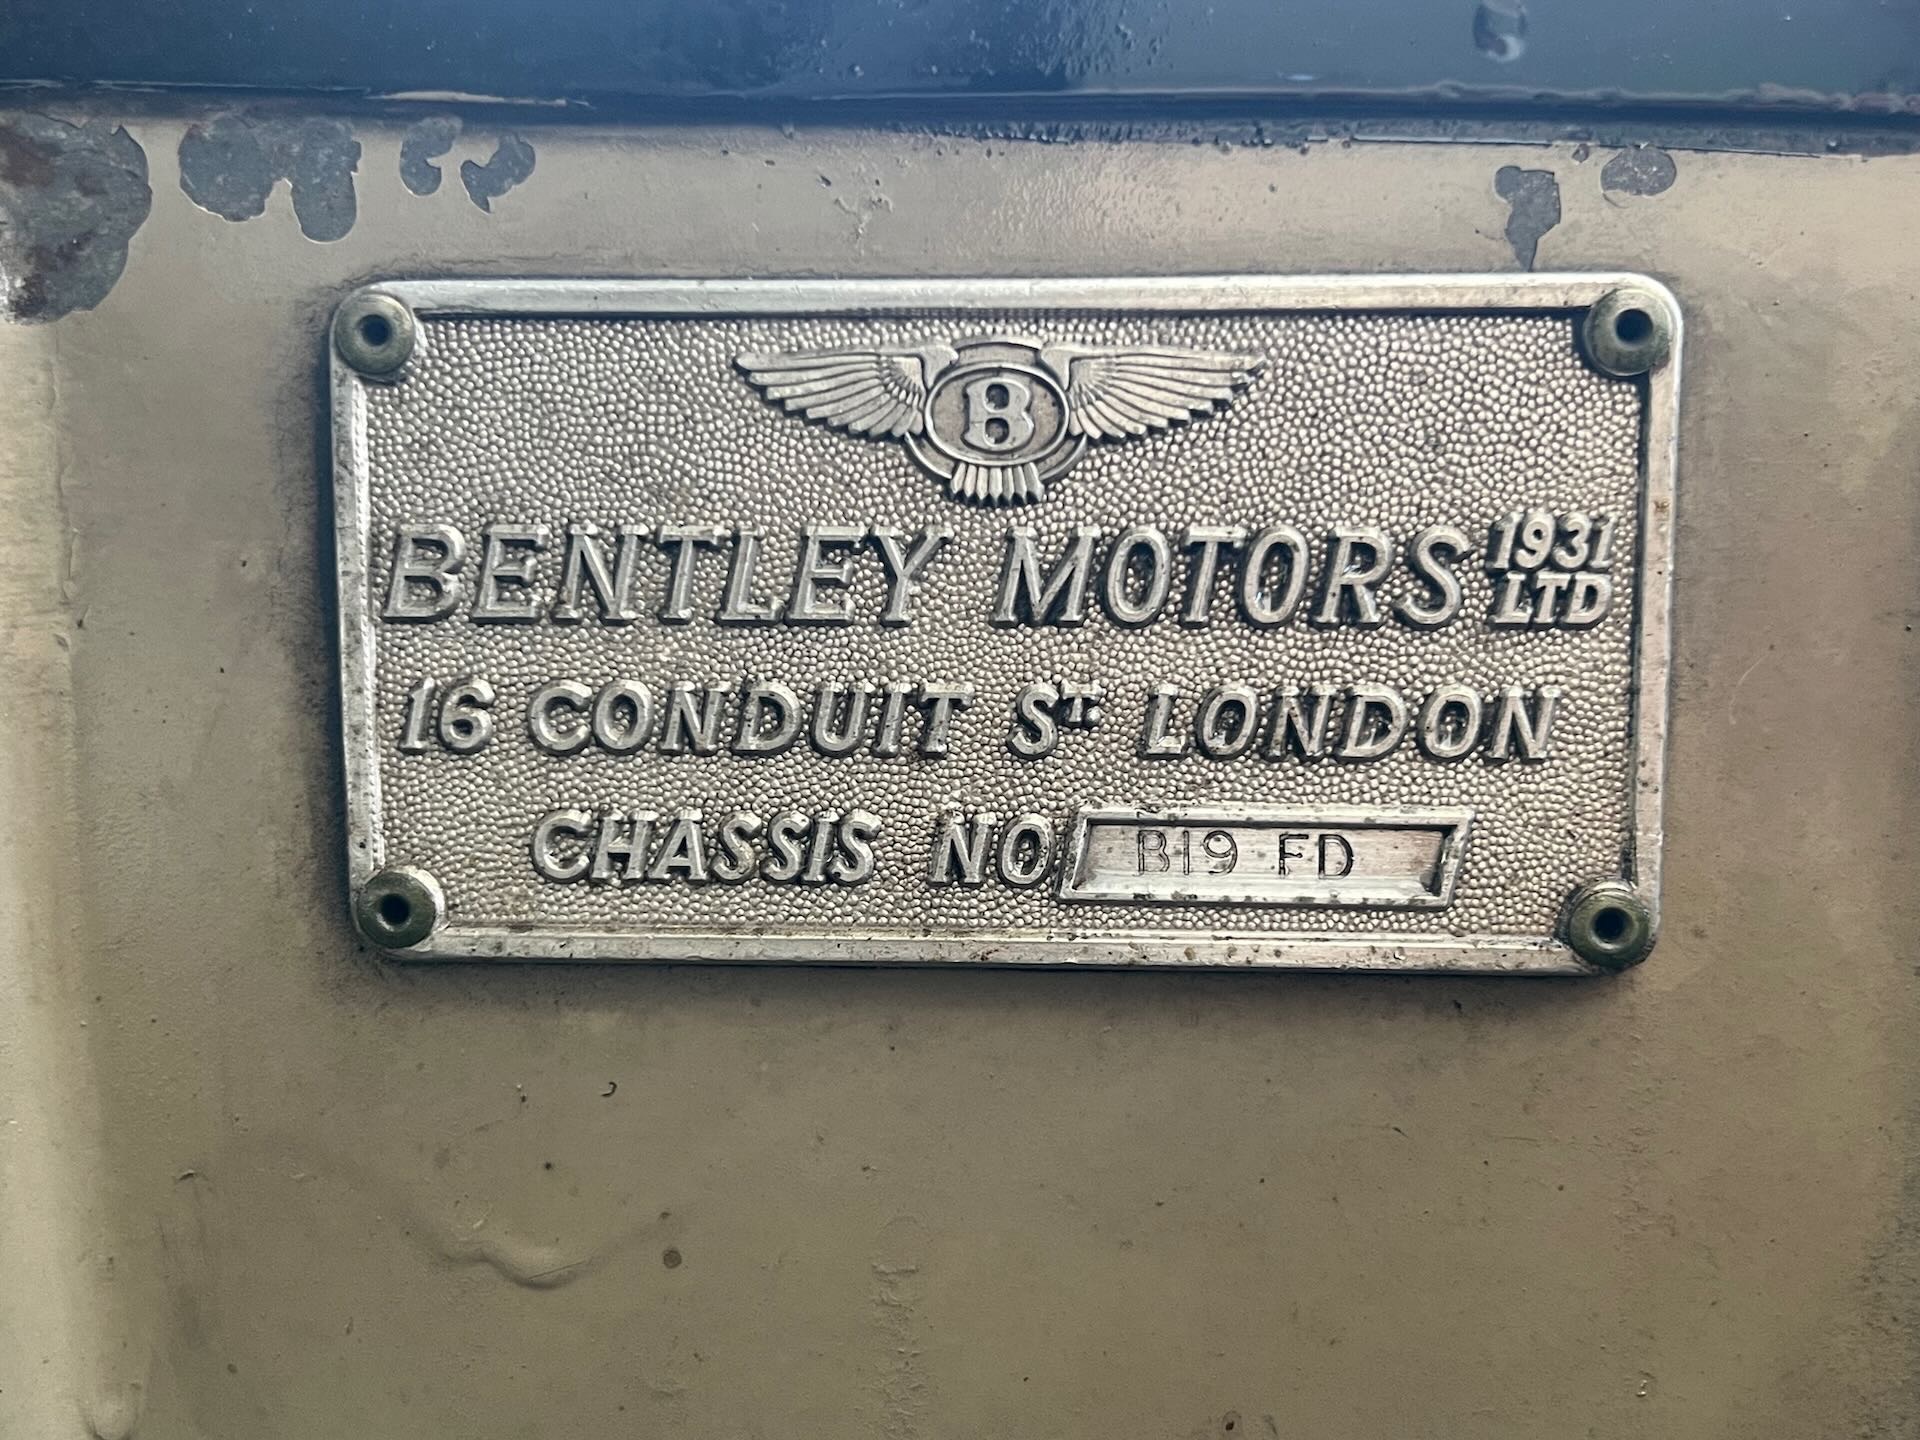 B
BENTLEY MOTORS 1931 LTD
16 CONDUIT ST LONDON
CHASSIS NO B19 FD